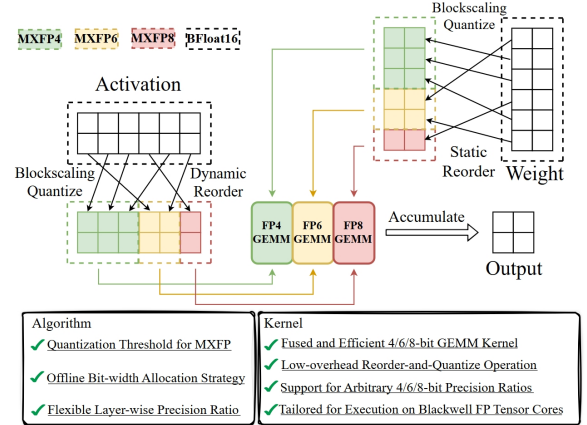 MXFP4 MXFP6 MXFP8 BFloat16
Blockscaling
Quantize
Activation
Blockscaling
Quantize
Dynamic
Reorder
Static
Reorder
Weight
FP4
GEMM
FP6
GEMM
FP8
GEMM
Accumulate
Output
Algorithm
Quantization Threshold for MXFP
Offline Bit-width Allocation Strategy
Flexible Layer-wise Precision Ratio
Kernel
Fused and Efficient 4/6/8-bit GEMM Kernel
Low-overhead Reorder-and-Quantize Operation
Support for Arbitrary 4/6/8-bit Precision Ratios
Tailored for Execution on Blackwell FP Tensor Cores